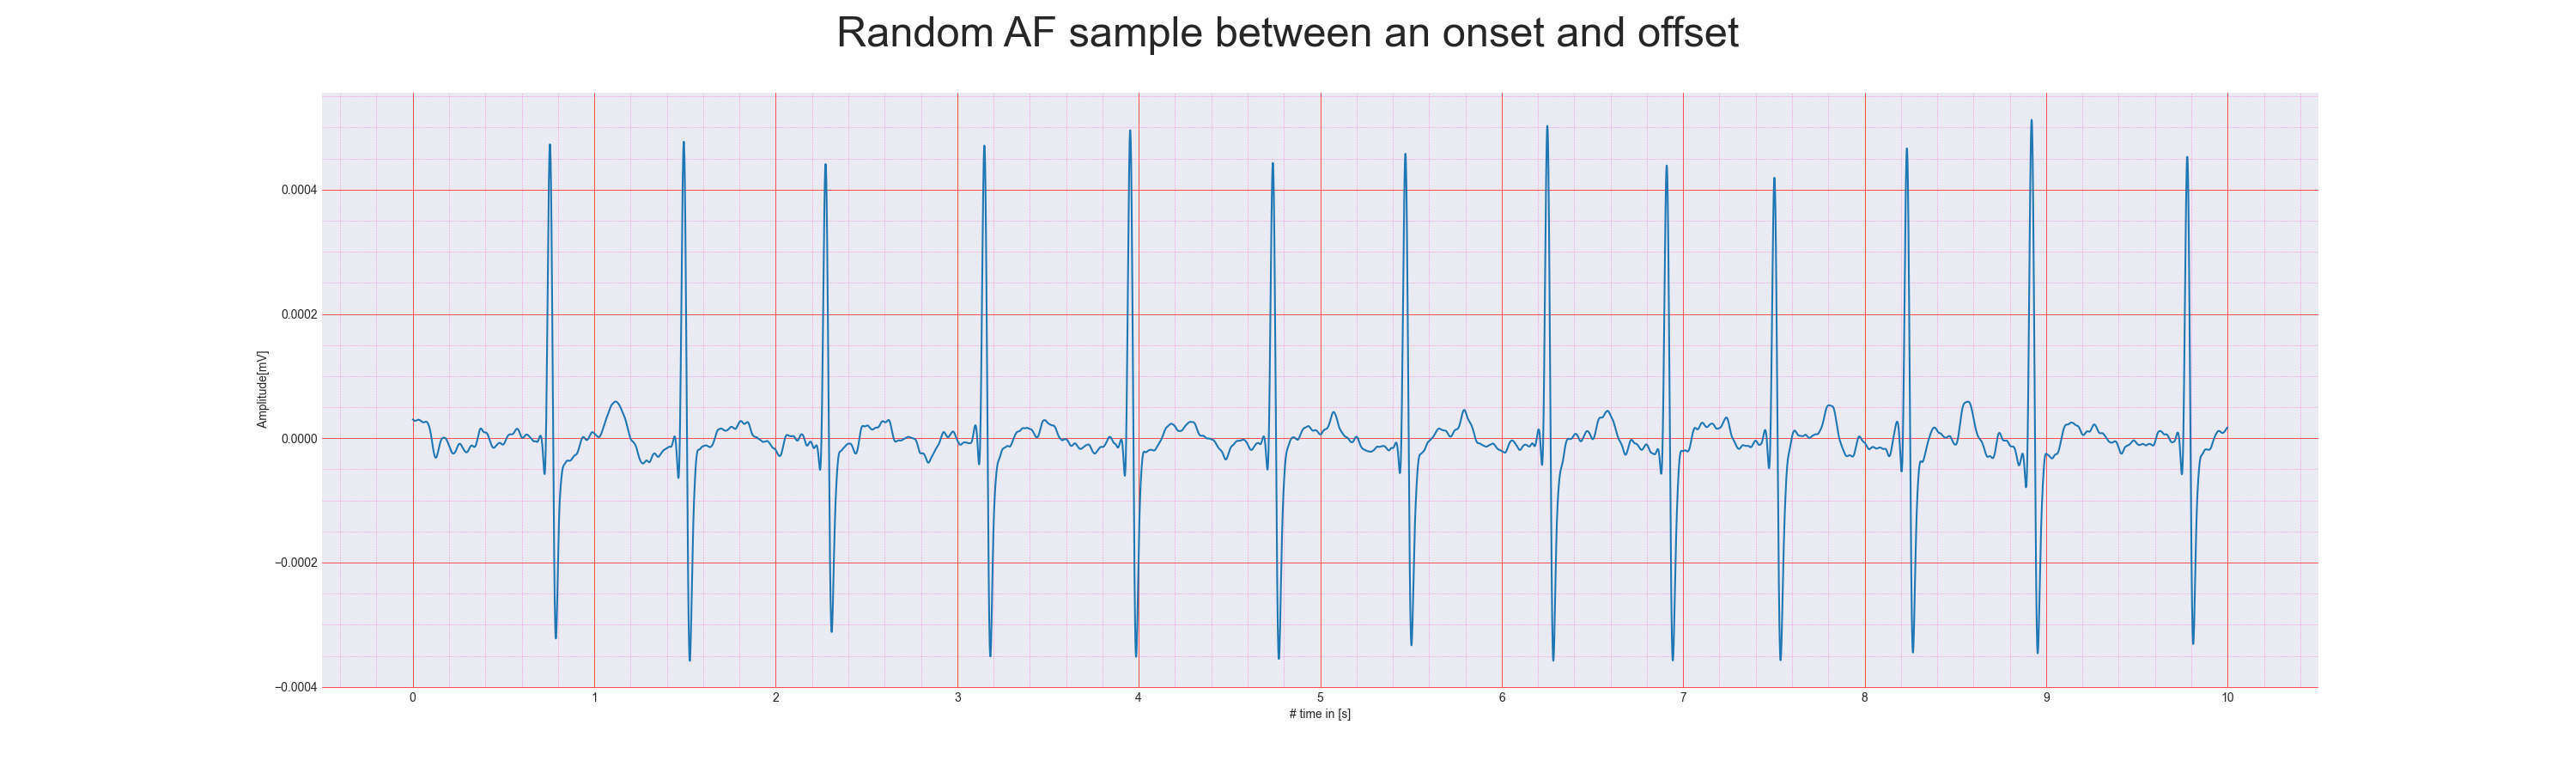 Random AF sample between an onset and offset
Amplitude[mV]
0.0004
0.0002
0.0000
−0.0002
−0.0004
0 1 2 3 4 5 6 7 8 9 10
# time in [s]